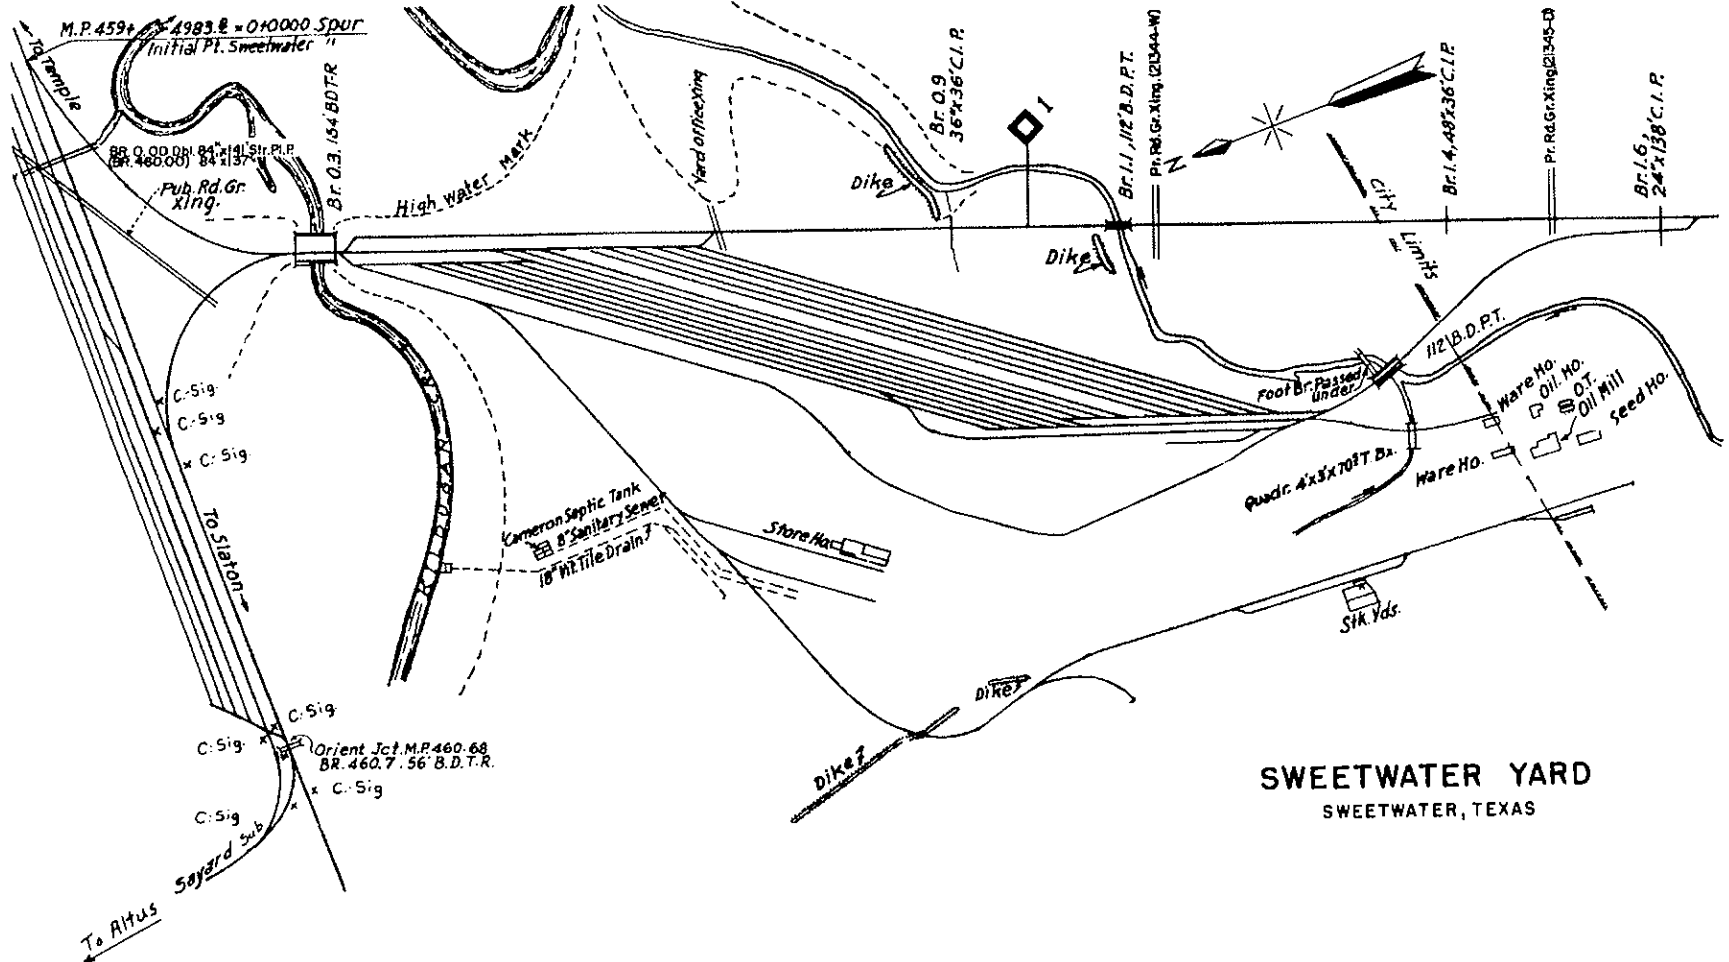 M.P. 459+ 4983.8 = 0+0000 Spur
Initial Pt. Sweetwater "
To Temple
BR. 0.00 Dbl. 84"x141' Str. P.I.P.
(BR. 460.00) 84"x137'
Pub. Rd. Gr.
Xing.
Br. 0.3, 154' B.D.T.R
High Water Mark
Yard Office Xing
Dike
Br. 0.9
36"x36' C.I.P.
1
Br. 1.1, 112' B.D.P.T.
Pr. Rd. Gr. Xing. (21344-W)
N
City Limits
Br. 1.4, 48"x36' C.I.P.
Pr. Rd. Gr. Xing (21345-D)
Br. 1.6,
24"x138' C.I.P.
Dike
112' B.D.P.T.
Foot Br. Passed
under
Ware Ho.
Oil. Ho.
O.T.
Oil Mill
Seed Ho.
Ware Ho.
Quadr. 4'x3'x70' T. Bx.
C.-Sig
C.-Sig
C.-Sig.
To Slaton
Cameron Septic Tank
8" Sanitary Sewer
18" Vit. Tile Drain
Store Ho.
Stk. Yds.
Dike
Dike
C.-Sig.
C.-Sig.
Orient Jct. M.P. 460.68
BR. 460.7. 56' B.D.T.R.
C.-Sig
C.-Sig
Sayard Sub
To Altus
SWEETWATER YARD
SWEETWATER, TEXAS